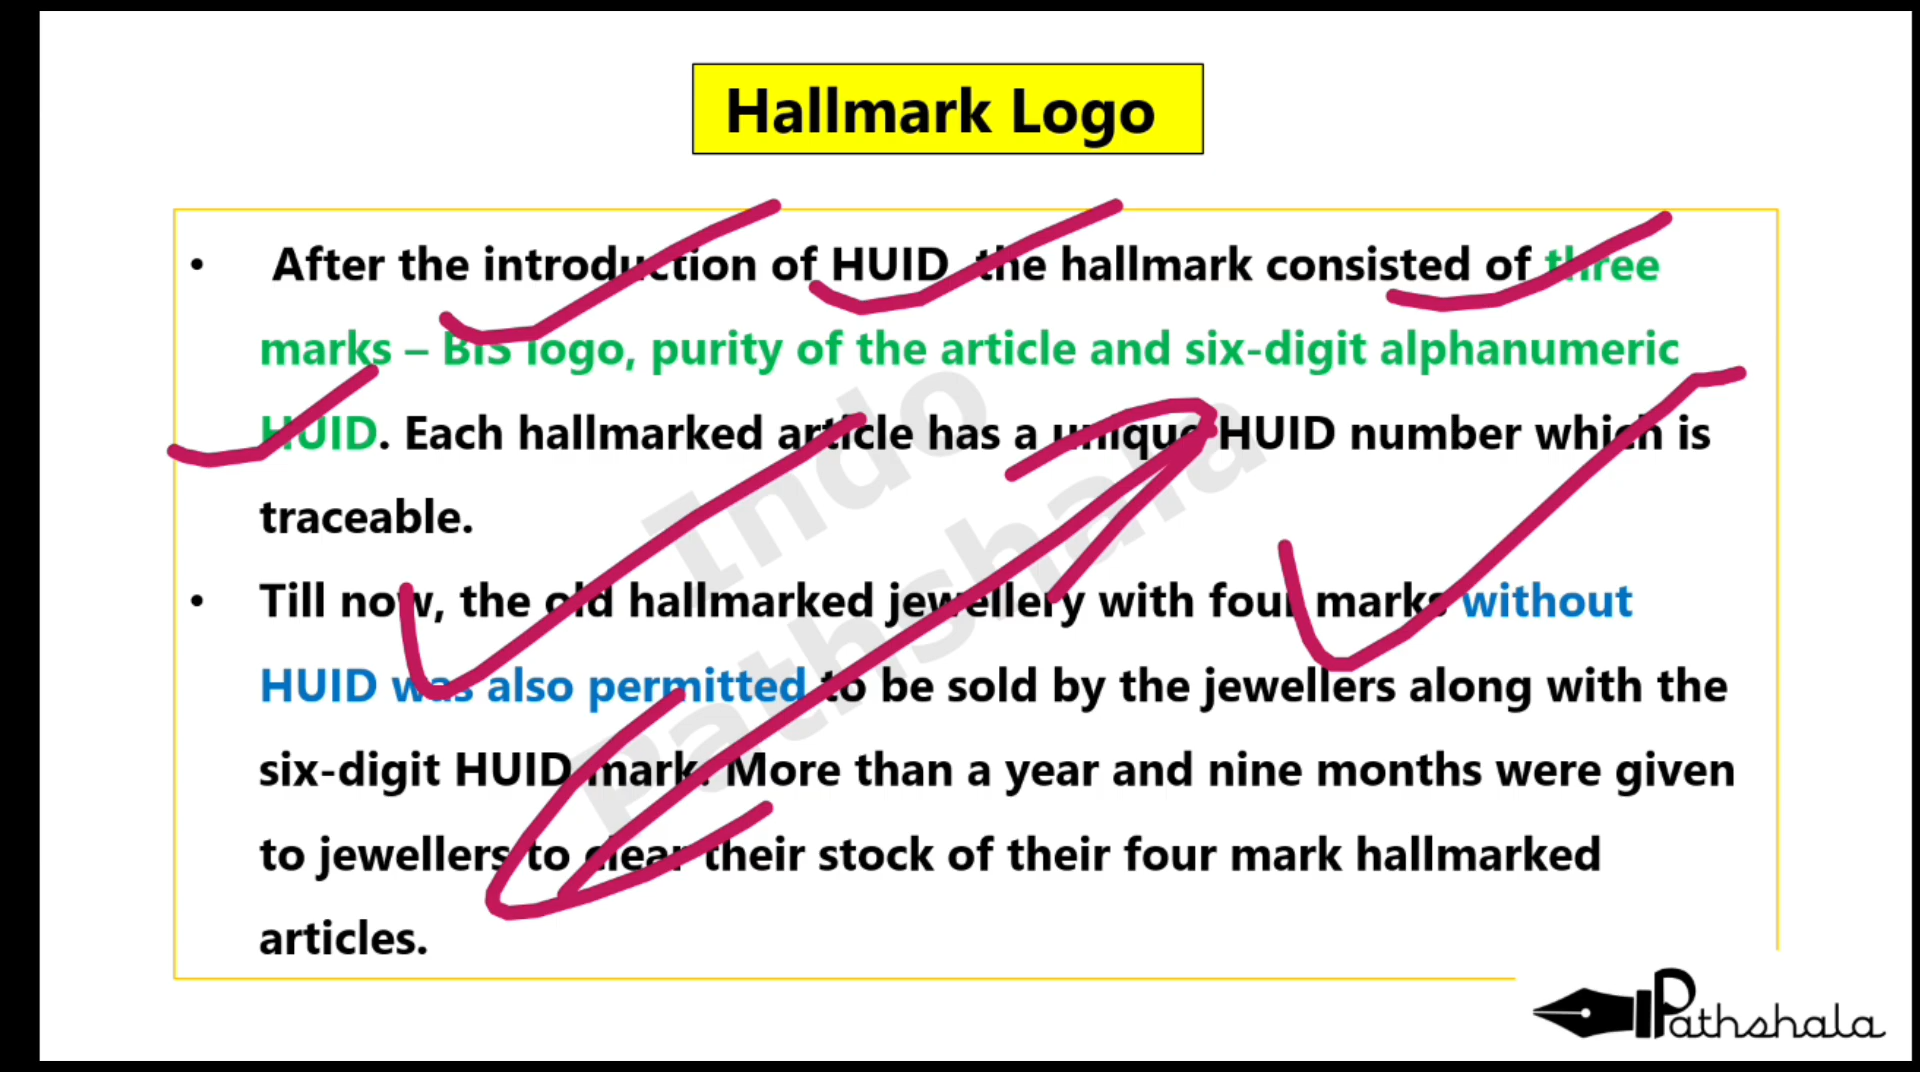 Hallmark Logo
• After the introduction of HUID, the hallmark consisted of three
marks – BIS logo, purity of the article and six-digit alphanumeric
HUID. Each hallmarked article has a unique HUID number which is
traceable.
• Till now, the old hallmarked jewellery with four marks without
HUID was also permitted to be sold by the jewellers along with the
six-digit HUID mark. More than a year and nine months were given
to jewellers to clear their stock of their four mark hallmarked
articles.
Indo
Pathshala
Pathshala